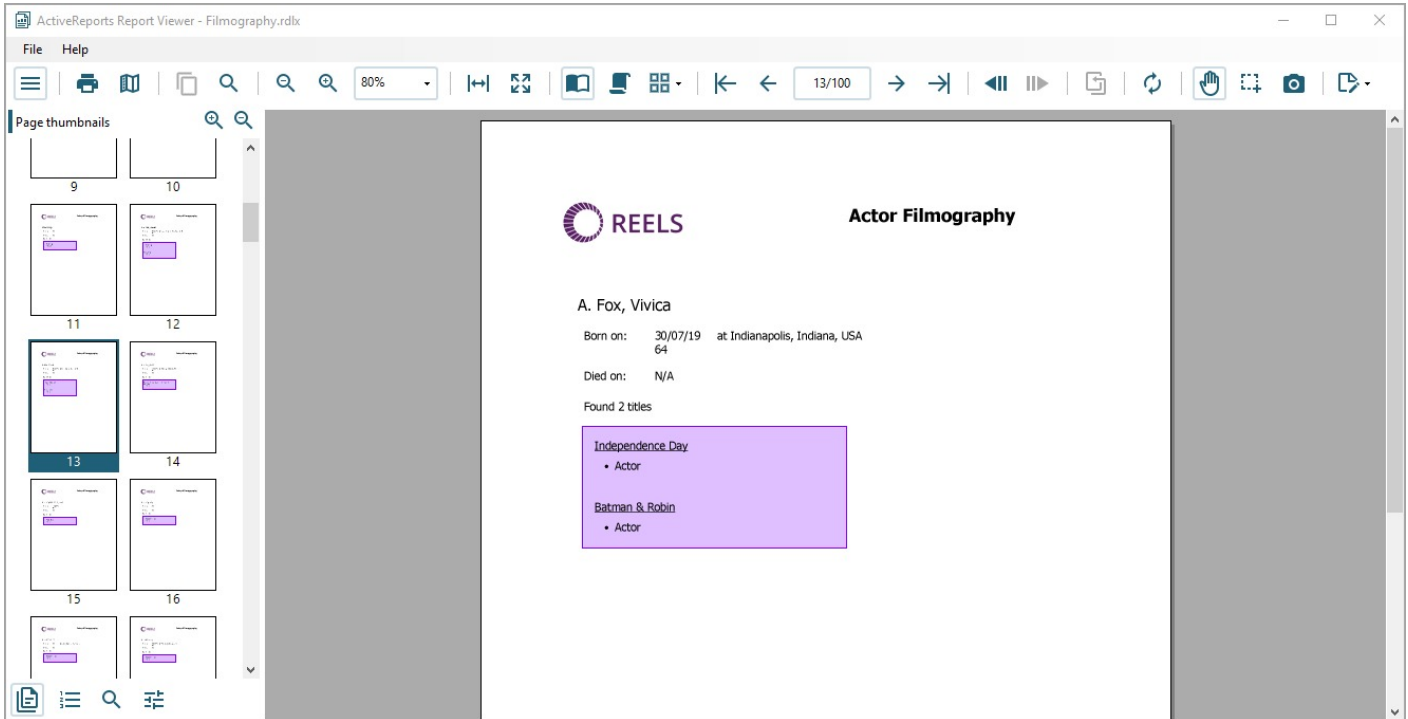 ActiveReports Report Viewer - Filmography.rdlx
File Help
80%
13/100
Page thumbnails
9 10
11 12
13 14
15 16
REELS
Actor Filmography
A. Fox, Vivica
Born on: 30/07/19 at Indianapolis, Indiana, USA
64
Died on: N/A
Found 2 titles
Independence Day
• Actor
Batman & Robin
• Actor